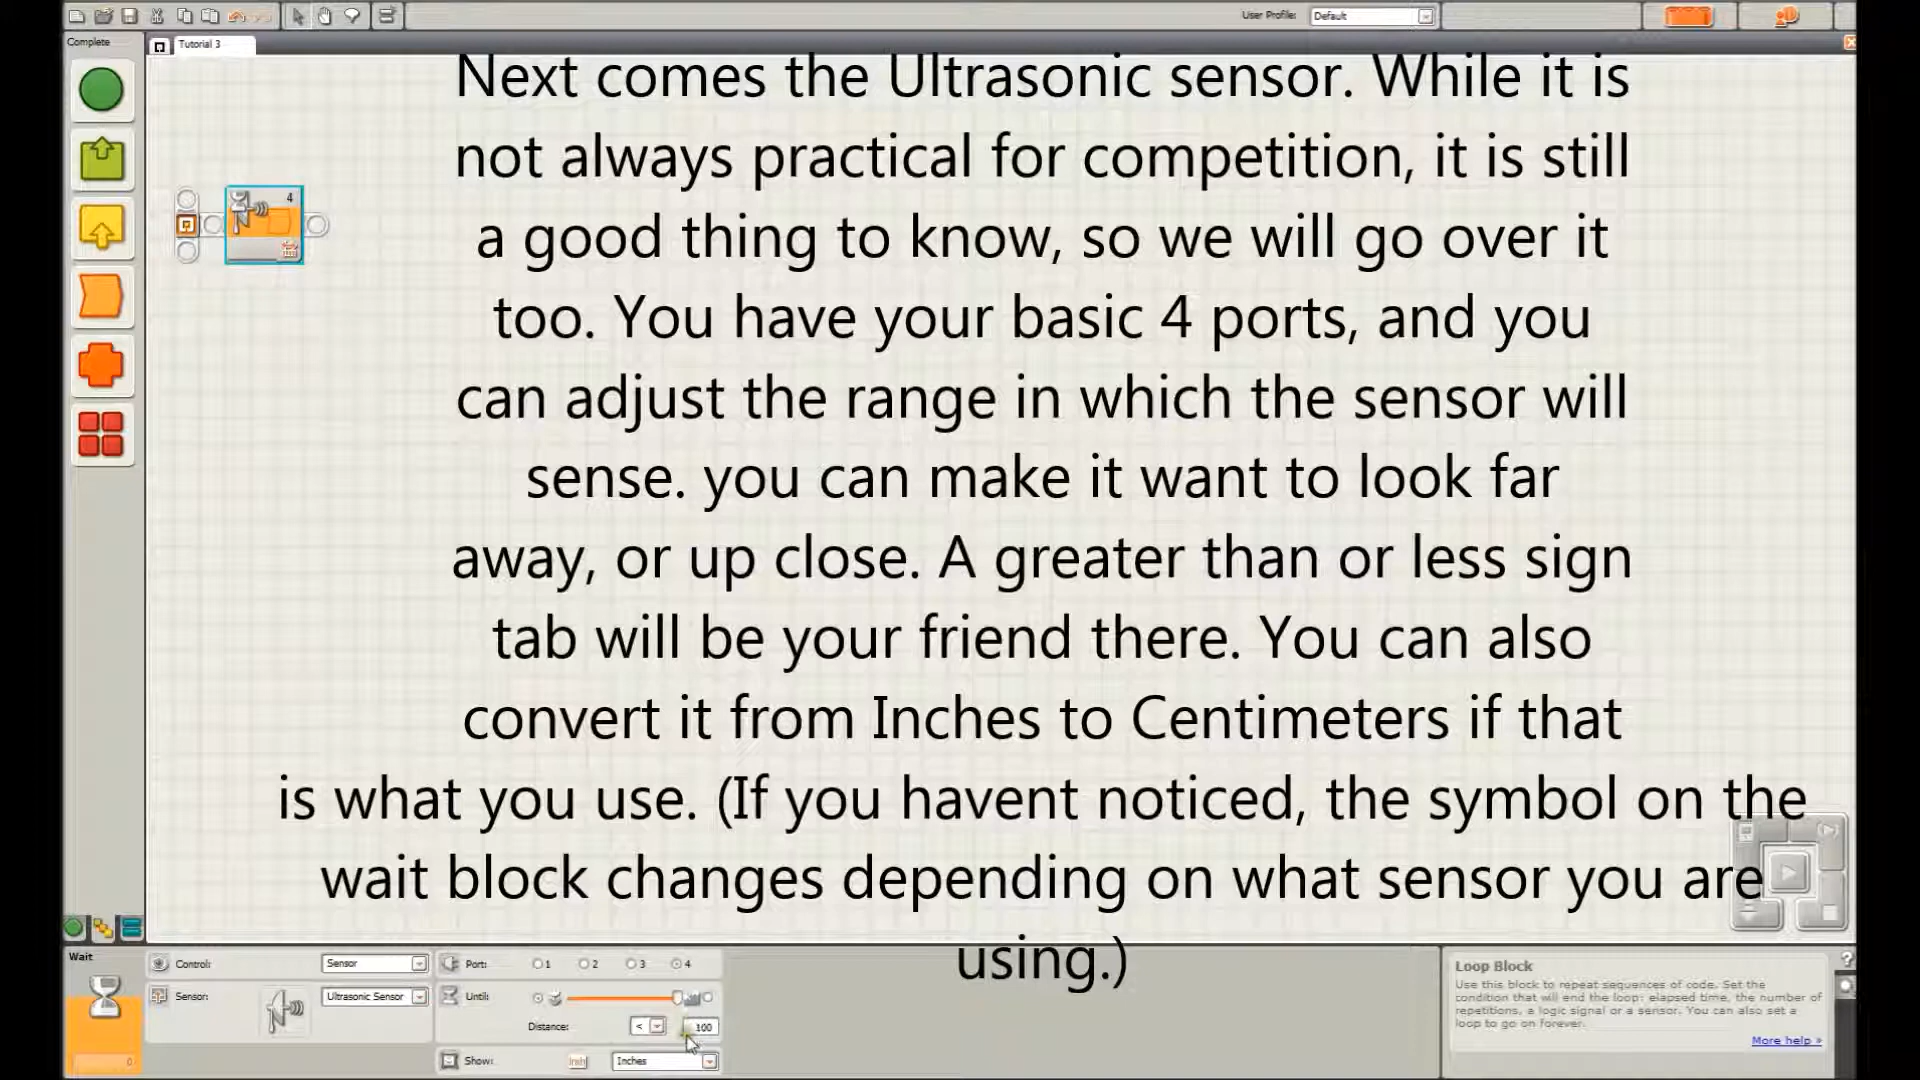 User Profile: Default
Complete
Tutorial 3
Next comes the Ultrasonic sensor. While it is
not always practical for competition, it is still
a good thing to know, so we will go over it
too. You have your basic 4 ports, and you
can adjust the range in which the sensor will
sense. you can make it want to look far
away, or up close. A greater than or less sign
tab will be your friend there. You can also
convert it from Inches to Centimeters if that
is what you use. (If you havent noticed, the symbol on the
wait block changes depending on what sensor you are
using.)
4
Wait
Control: Sensor
Sensor: Ultrasonic Sensor
0
Port: 1 2 3 4
Until:
Distance: < 100
Show: Inches
Loop Block
Use this block to repeat sequences of code. Set the
condition that will end the loop: elapsed time, the number of
repetitions, a logic signal or a sensor. You can also set a
loop to go on forever.
More help »
?